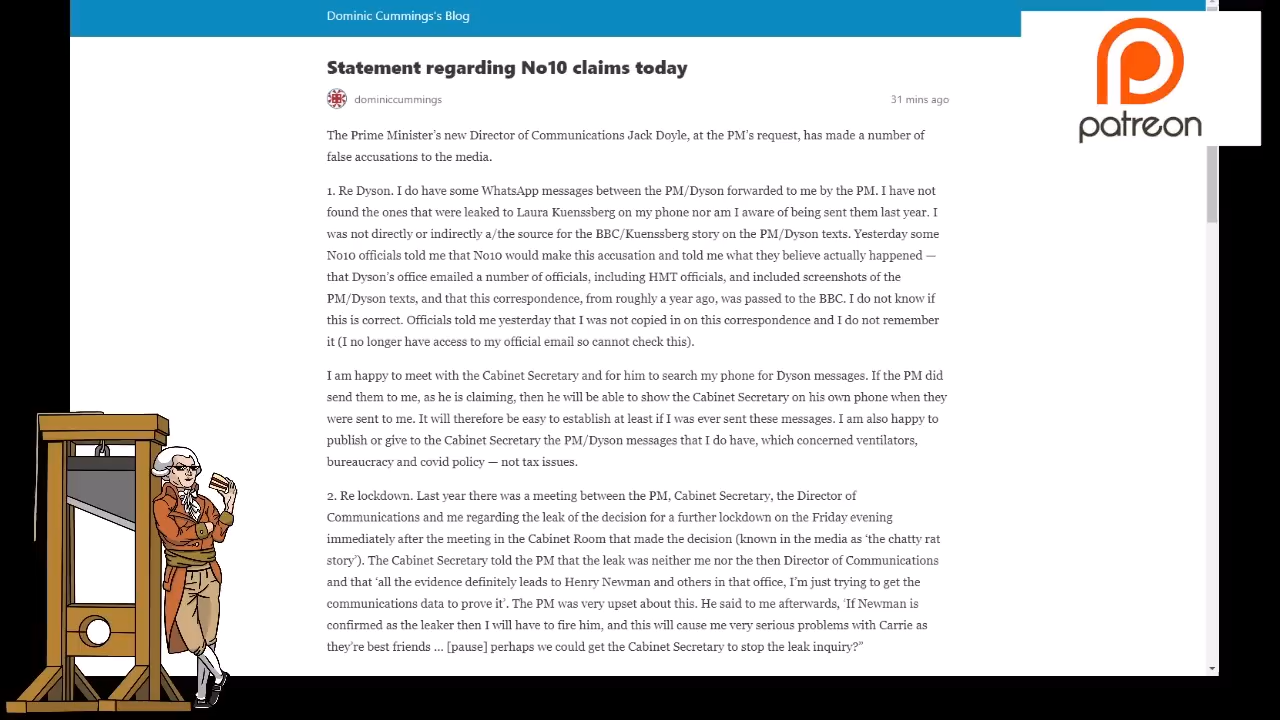 Dominic Cummings's Blog
Statement regarding No10 claims today
dominiccummings
31 mins ago
patreon
The Prime Minister's new Director of Communications Jack Doyle, at the PM's request, has made a number of
false accusations to the media.
1. Re Dyson. I do have some WhatsApp messages between the PM/Dyson forwarded to me by the PM. I have not
found the ones that were leaked to Laura Kuenssberg on my phone nor am I aware of being sent them last year. I
was not directly or indirectly a/the source for the BBC/Kuenssberg story on the PM/Dyson texts. Yesterday some
No10 officials told me that No10 would make this accusation and told me what they believe actually happened —
that Dyson's office emailed a number of officials, including HMT officials, and included screenshots of the
PM/Dyson texts, and that this correspondence, from roughly a year ago, was passed to the BBC. I do not know if
this is correct. Officials told me yesterday that I was not copied in on this correspondence and I do not remember
it (I no longer have access to my official email so cannot check this).
I am happy to meet with the Cabinet Secretary and for him to search my phone for Dyson messages. If the PM did
send them to me, as he is claiming, then he will be able to show the Cabinet Secretary on his own phone when they
were sent to me. It will therefore be easy to establish at least if I was ever sent these messages. I am also happy to
publish or give to the Cabinet Secretary the PM/Dyson messages that I do have, which concerned ventilators,
bureaucracy and covid policy — not tax issues.
2. Re lockdown. Last year there was a meeting between the PM, Cabinet Secretary, the Director of
Communications and me regarding the leak of the decision for a further lockdown on the Friday evening
immediately after the meeting in the Cabinet Room that made the decision (known in the media as 'the chatty rat
story'). The Cabinet Secretary told the PM that the leak was neither me nor the then Director of Communications
and that 'all the evidence definitely leads to Henry Newman and others in that office, I'm just trying to get the
communications data to prove it'. The PM was very upset about this. He said to me afterwards, 'If Newman is
confirmed as the leaker then I will have to fire him, and this will cause me very serious problems with Carrie as
they're best friends ... [pause] perhaps we could get the Cabinet Secretary to stop the leak inquiry?"